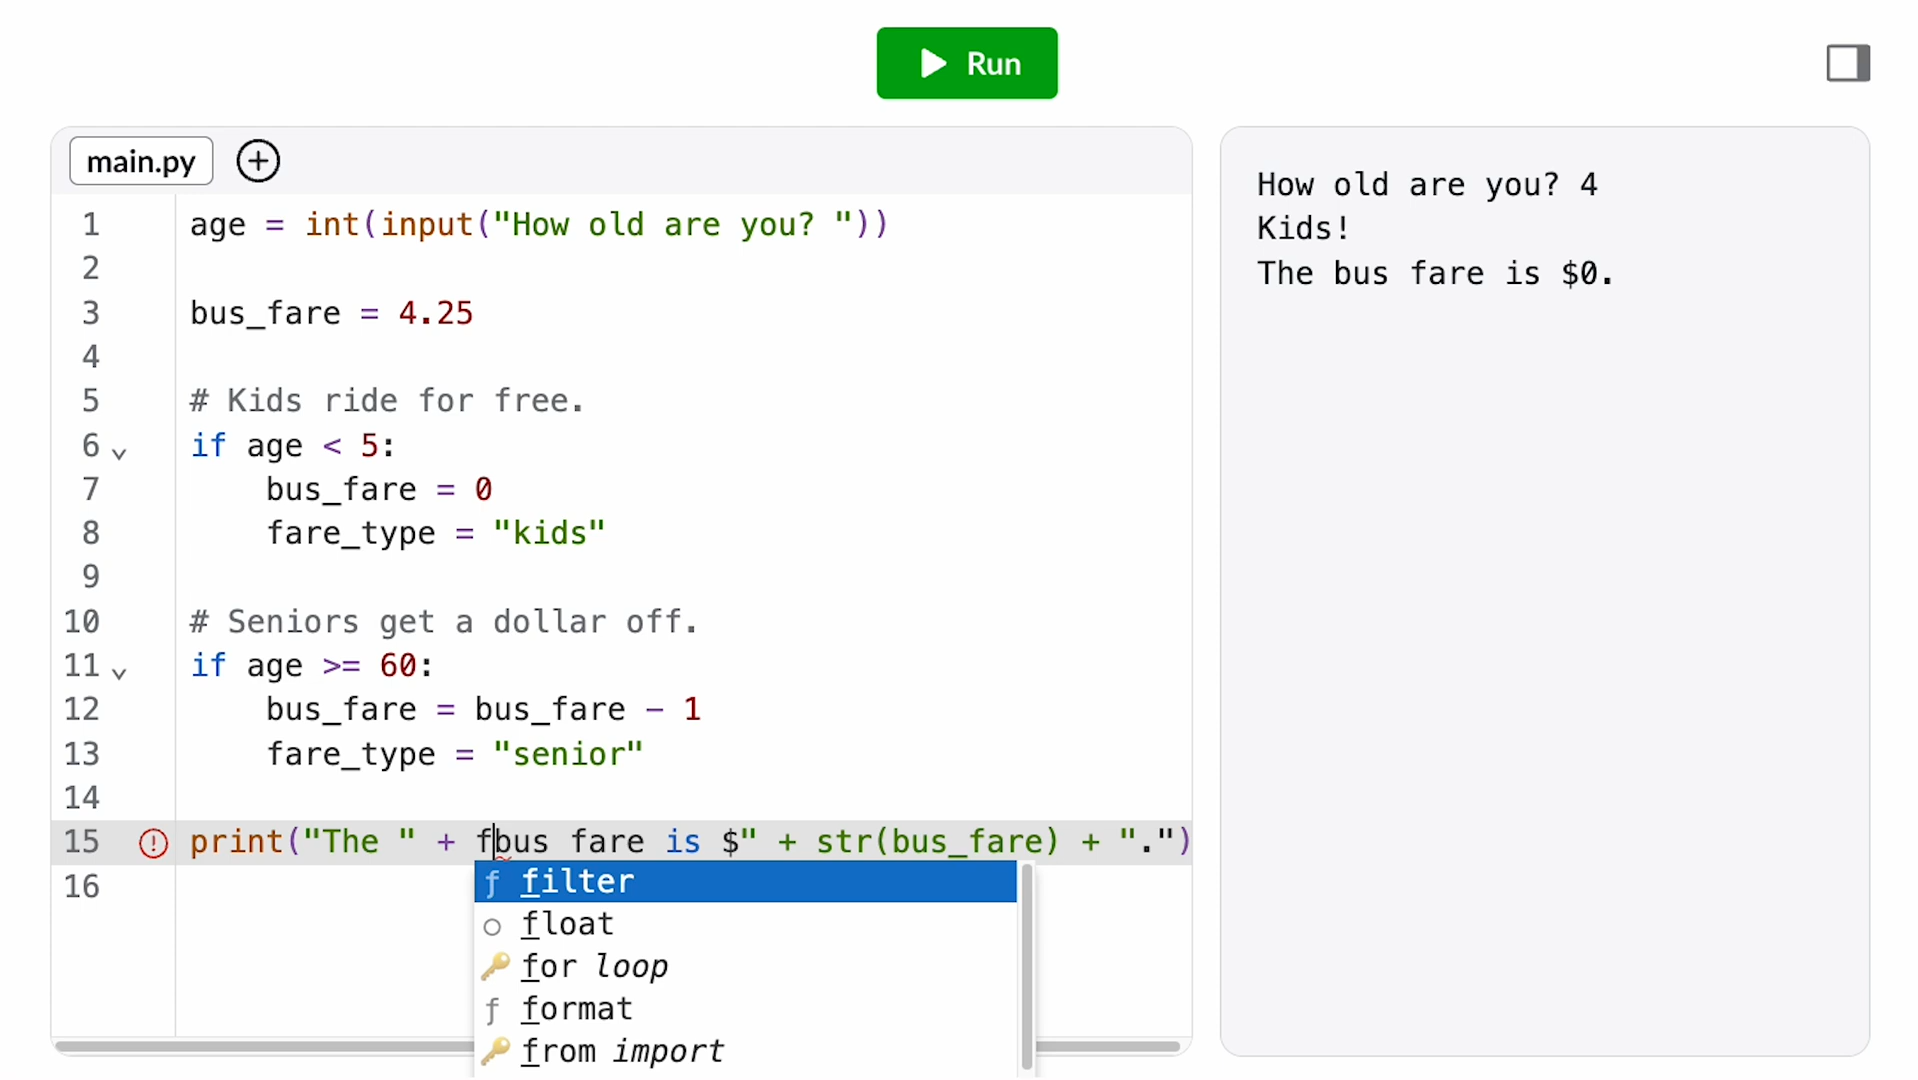 Run
main.py
1 age = int(input("How old are you? "))
2
3 bus_fare = 4.25
4
5 # Kids ride for free.
6 if age < 5:
7     bus_fare = 0
8     fare_type = "kids"
9
10 # Seniors get a dollar off.
11 if age >= 60:
12     bus_fare = bus_fare - 1
13     fare_type = "senior"
14
15 print("The " + fbus fare is $" + str(bus_fare) + ".")
16
filter
float
for loop
format
from import
How old are you? 4
Kids!
The bus fare is $0.